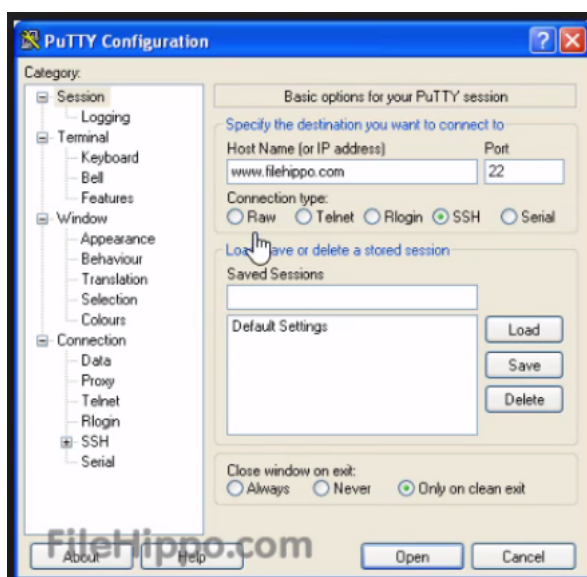 PuTTY Configuration
Category:
Session
Logging
Terminal
Keyboard
Bell
Features
Window
Appearance
Behaviour
Translation
Selection
Colours
Connection
Data
Proxy
Telnet
Rlogin
SSH
Serial
Basic options for your PuTTY session
Specify the destination you want to connect to
Host Name (or IP address) Port
www.filehippo.com 22
Connection type:
Raw Telnet Rlogin SSH Serial
save or delete a stored session
Saved Sessions
Default Settings
Load
Save
Delete
Close window on exit:
Always Never Only on clean exit
FileHippo.com
About Help Open Cancel